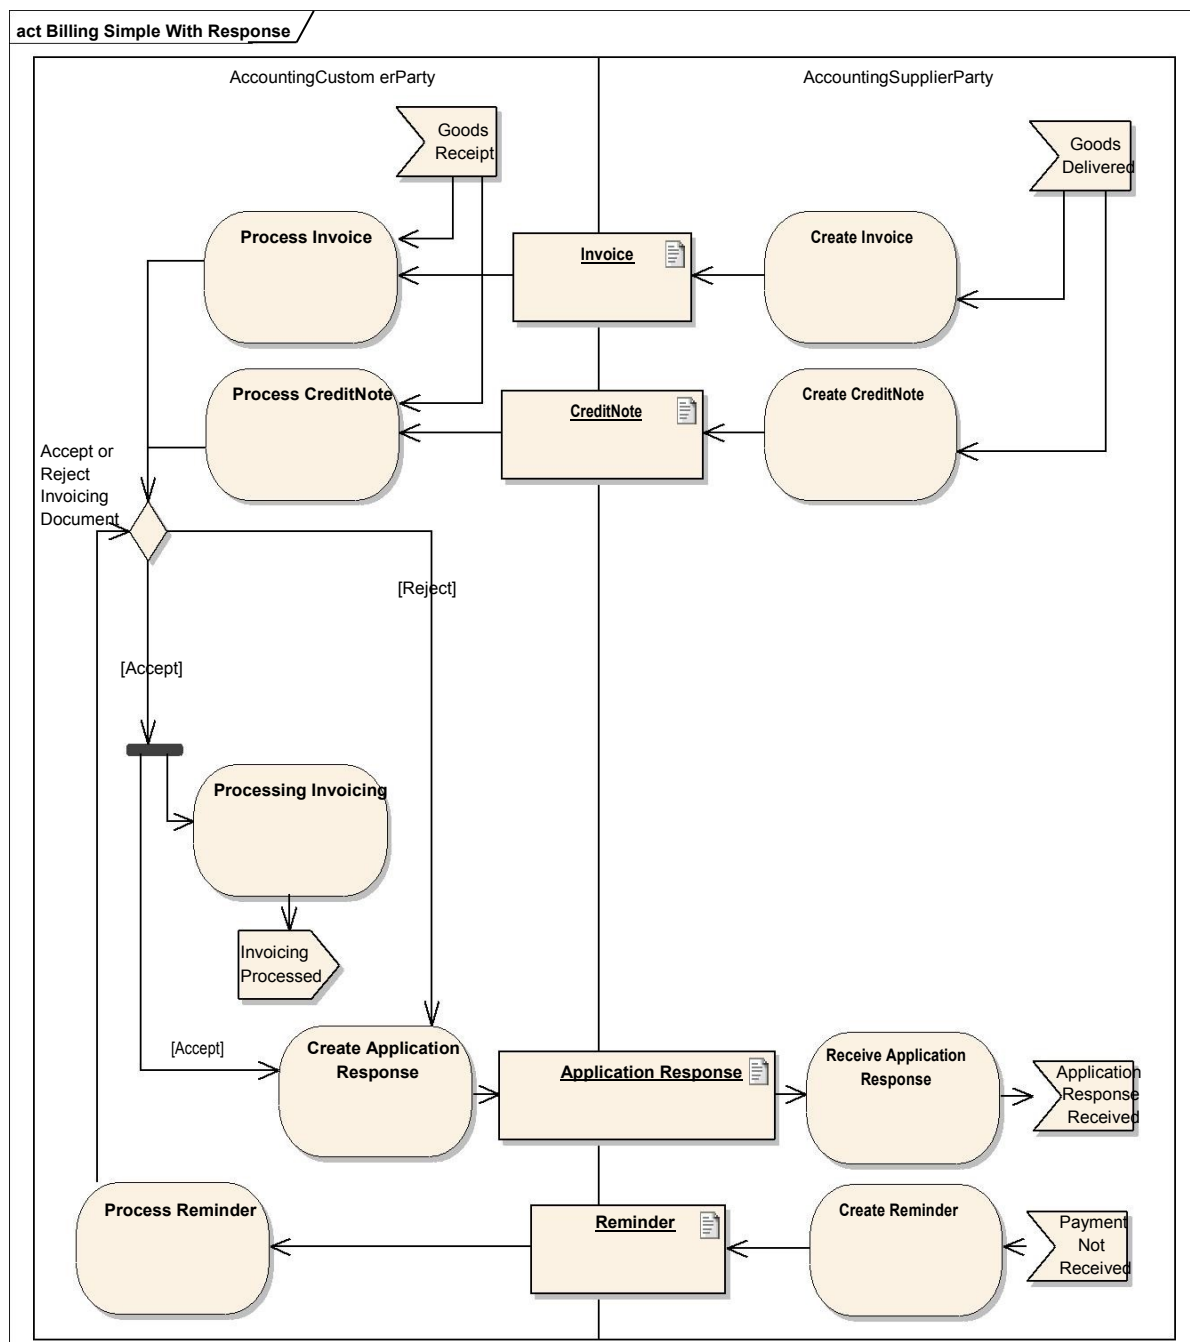 act Billing Simple With Response
AccountingCustom erParty
AccountingSupplierParty
Goods
Receipt
Goods
Delivered
Process Invoice
Invoice
Create Invoice
Process CreditNote
CreditNote
Create CreditNote
Accept or
Reject
Invoicing
Document
[Reject]
[Accept]
Processing Invoicing
Invoicing
Processed
[Accept]
Create Application
Response
Application Response
Receive Application
Response
Application
Response
Received
Process Reminder
Reminder
Create Reminder
Payment
Not
Received